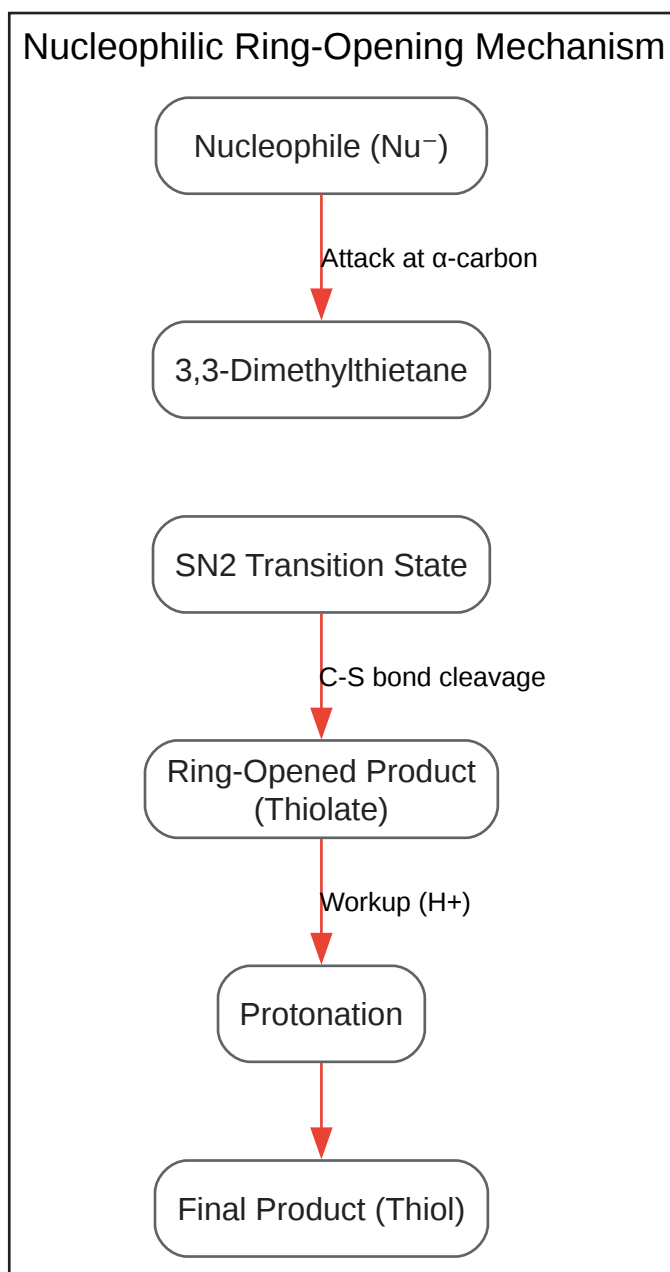 Nucleophilic Ring-Opening Mechanism
Nucleophile (Nu⁻)
Attack at α-carbon
3,3-Dimethylthietane
SN2 Transition State
C-S bond cleavage
Ring-Opened Product
(Thiolate)
Workup (H+)
Protonation
Final Product (Thiol)